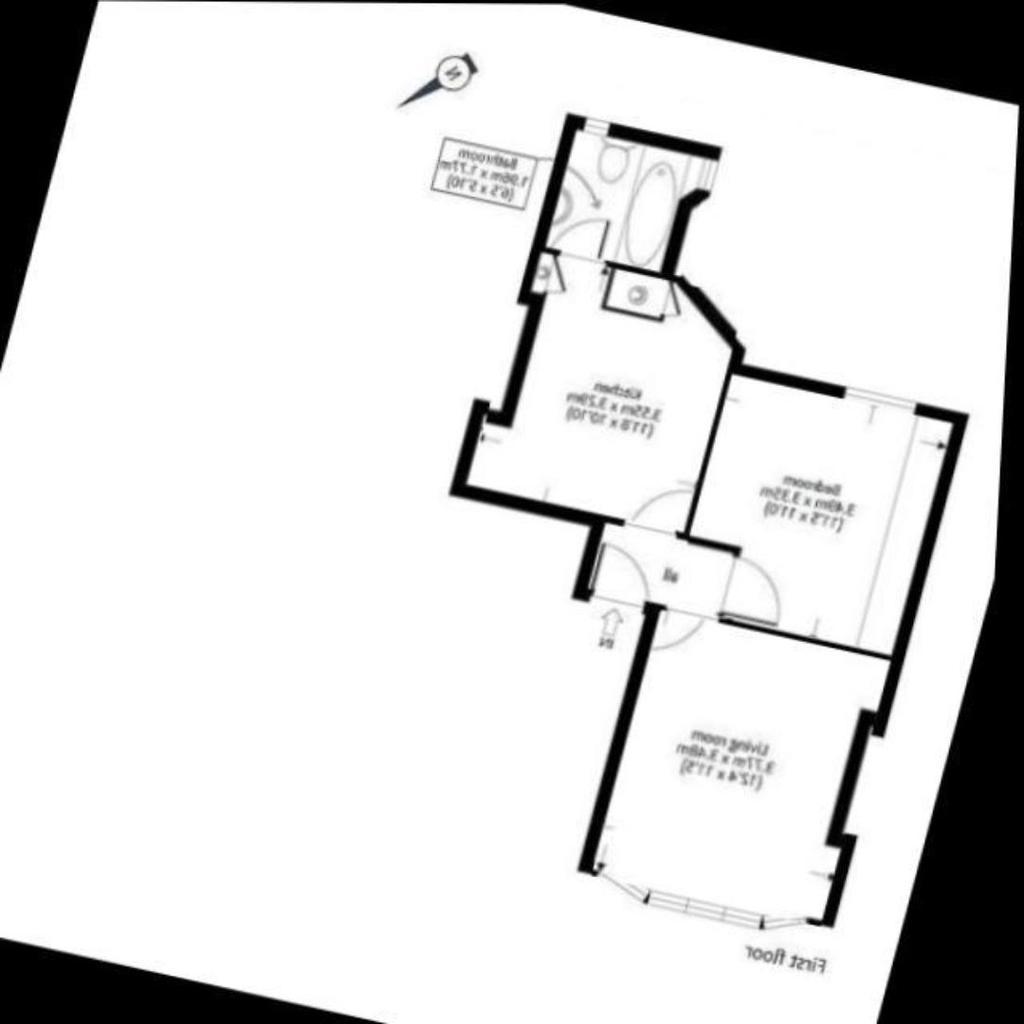 N
Bathroom
1.96m x 1.77m
(6'5 x 5'10)
C
C
Kitchen
3.55m x 3.29m
(11'8 x 10'10)
Bedroom
3.49m x 3.35m
(11'5 x 11'0)
all
IN
Living room
3.77m x 3.48m
(12'4 x 11'5)
First floor